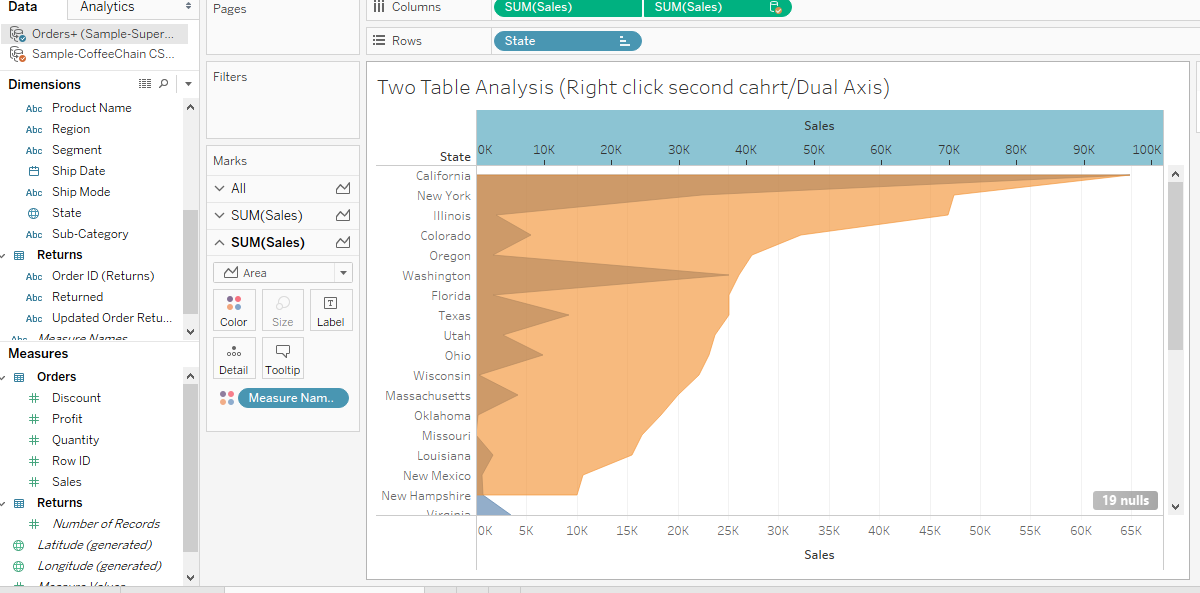 Data
Analytics
Orders+ (Sample-Super...
Sample-CoffeeChain CS...
Dimensions
Abc Product Name
Abc Region
Abc Segment
Ship Date
Abc Ship Mode
State
Abc Sub-Category
Returns
Abc Order ID (Returns)
Abc Returned
Abc Updated Order Retu...
Abc Measure Names
Measures
Orders
# Discount
# Profit
# Quantity
# Row ID
# Sales
Returns
# Number of Records
Latitude (generated)
Longitude (generated)
# Measure Values
Pages
Filters
Marks
All
SUM(Sales)
SUM(Sales)
Area
Color
Size
T
Label
Detail
Tooltip
Measure Nam..
Columns
SUM(Sales)
SUM(Sales)
Rows
State
Two Table Analysis (Right click second cahrt/Dual Axis)
Sales
State
0K 10K 20K 30K 40K 50K 60K 70K 80K 90K 100K
California
New York
Illinois
Colorado
Oregon
Washington
Florida
Texas
Utah
Ohio
Wisconsin
Massachusetts
Oklahoma
Missouri
Louisiana
New Mexico
New Hampshire
Virginia
19 nulls
0K 5K 10K 15K 20K 25K 30K 35K 40K 45K 50K 55K 60K 65K
Sales